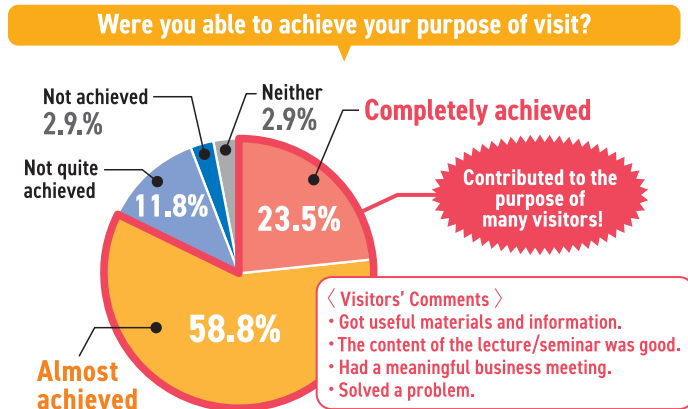 Were you able to achieve your purpose of visit?
Not achieved
2.9.%
Neither
2.9%
Completely achieved
Not quite
achieved
11.8%
23.5%
Contributed to the
purpose of
many visitors!
58.8%
Almost
achieved
〈 Visitors' Comments 〉
・Got useful materials and information.
・The content of the lecture/seminar was good.
・Had a meaningful business meeting.
・Solved a problem.